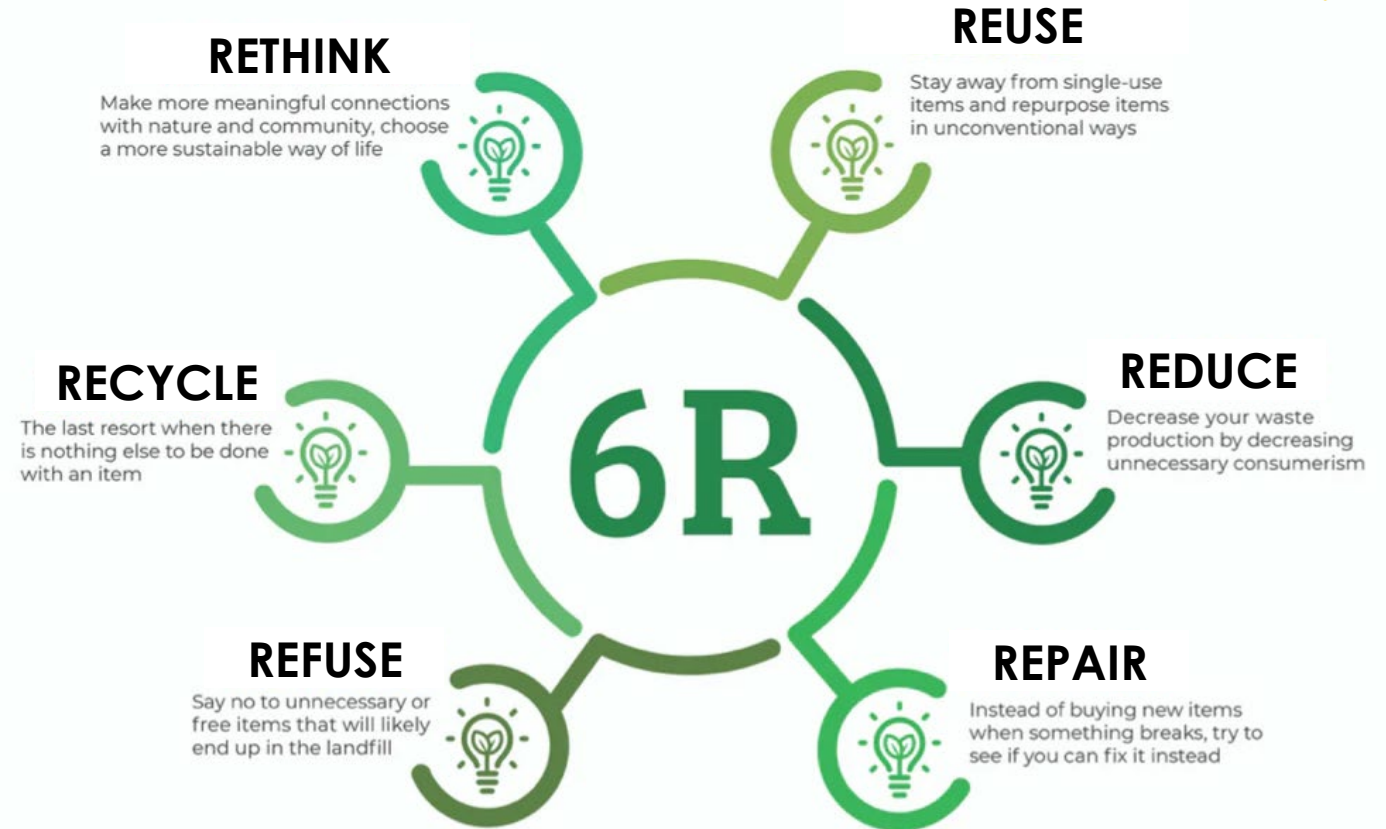 RETHINK
Make more meaningful connections
with nature and community, choose
a more sustainable way of life
REUSE
Stay away from single-use
items and repurpose items
in unconventional ways
RECYCLE
The last resort when there
is nothing else to be done
with an item
6R
REDUCE
Decrease your waste
production by decreasing
unnecessary consumerism
REFUSE
Say no to unnecessary or
free items that will likely
end up in the landfill
REPAIR
Instead of buying new items
when something breaks, try to
see if you can fix it instead